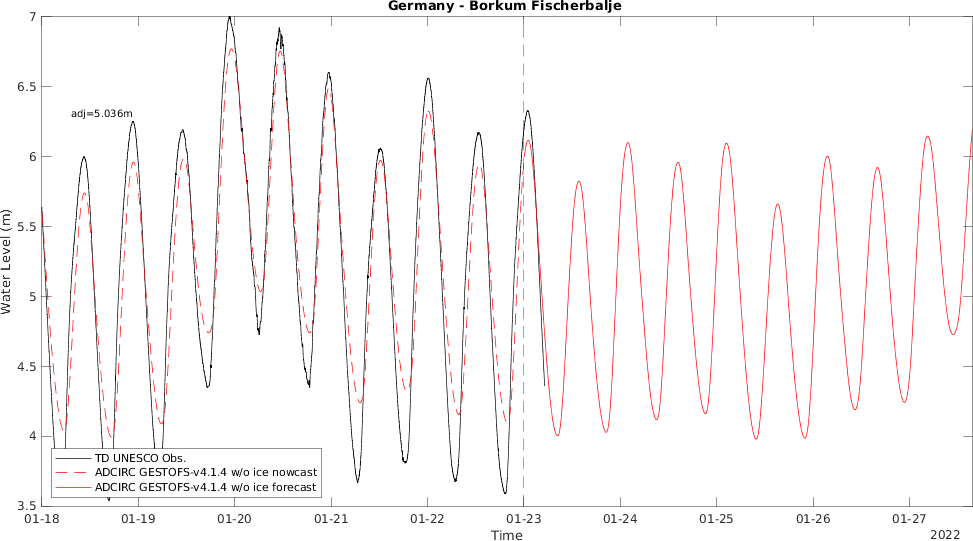 Germany - Borkum Fischerbalje
7
6.5
adj=5.036m
6
5.5
5
4.5
4
3.5
Water Level (m)
TD UNESCO Obs.
ADCIRC GESTOFS-v4.1.4 w/o ice nowcast
ADCIRC GESTOFS-v4.1.4 w/o ice forecast
01-18 01-19 01-20 01-21 01-22 01-23 01-24 01-25 01-26 01-27
Time
2022